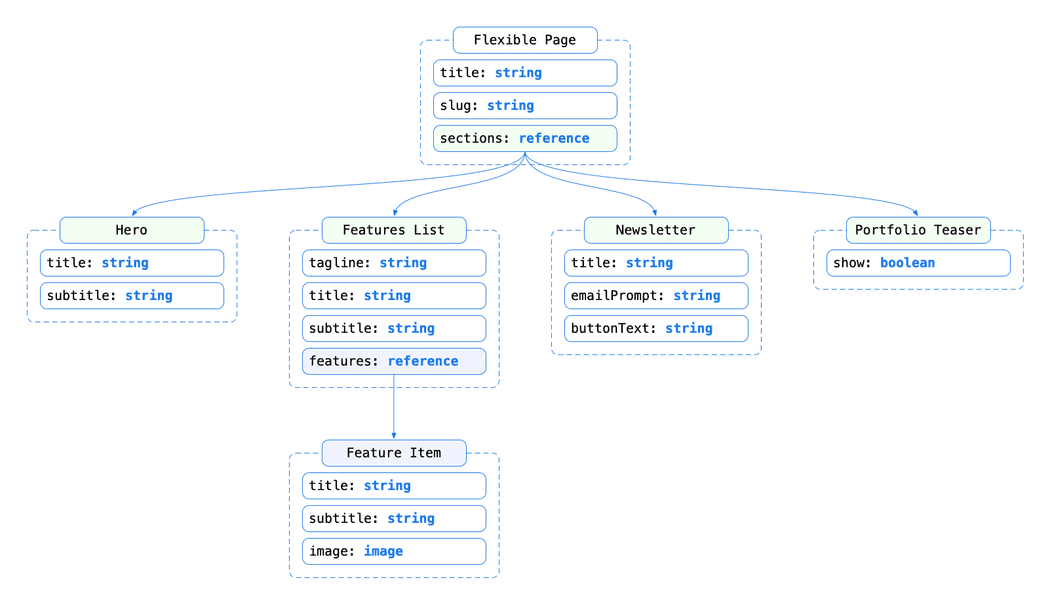 Flexible Page
title: string
slug: string
sections: reference
Hero
title: string
subtitle: string
Features List
tagline: string
title: string
subtitle: string
features: reference
Newsletter
title: string
emailPrompt: string
buttonText: string
Portfolio Teaser
show: boolean
Feature Item
title: string
subtitle: string
image: image